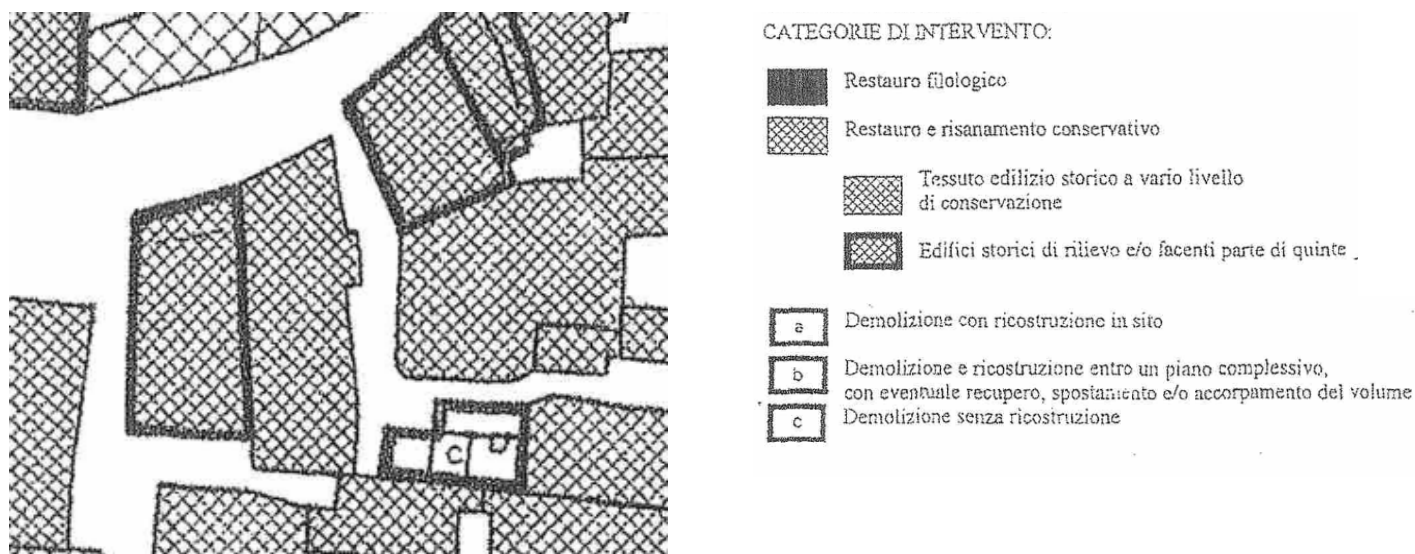 C
CATEGORIE DI INTERVENTO:
Restauro filologico
Restauro e risanamento conservativo
Tessuto edilizio storico a vario livello
di conservazione
Edifici storici di rilievo e/o facenti parte di quinte
a Demolizione con ricostruzione in sito
b Demolizione e ricostruzione entro un piano complessivo,
con eventuale recupero, spostamento e/o accorpamento del volume
c Demolizione senza ricostruzione